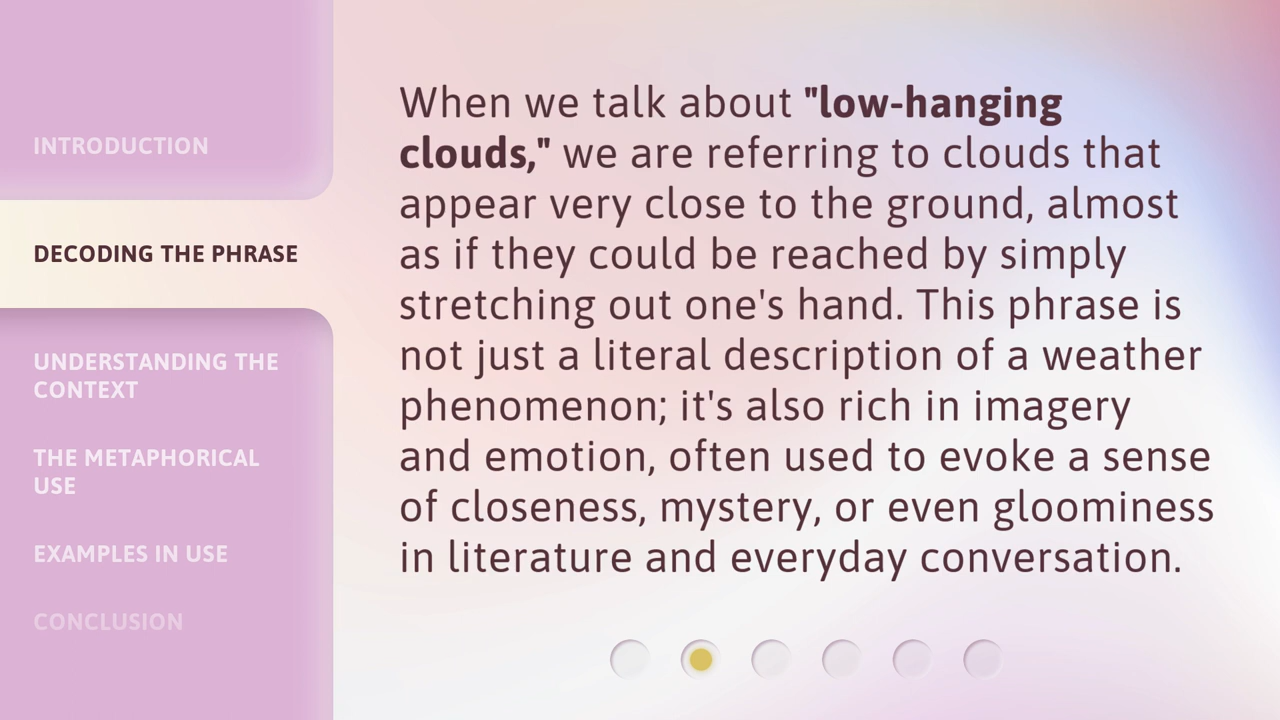 INTRODUCTION
DECODING THE PHRASE
UNDERSTANDING THE
CONTEXT
THE METAPHORICAL
USE
EXAMPLES IN USE
CONCLUSION
When we talk about "low-hanging
clouds," we are referring to clouds that
appear very close to the ground, almost
as if they could be reached by simply
stretching out one's hand. This phrase is
not just a literal description of a weather
phenomenon; it's also rich in imagery
and emotion, often used to evoke a sense
of closeness, mystery, or even gloominess
in literature and everyday conversation.